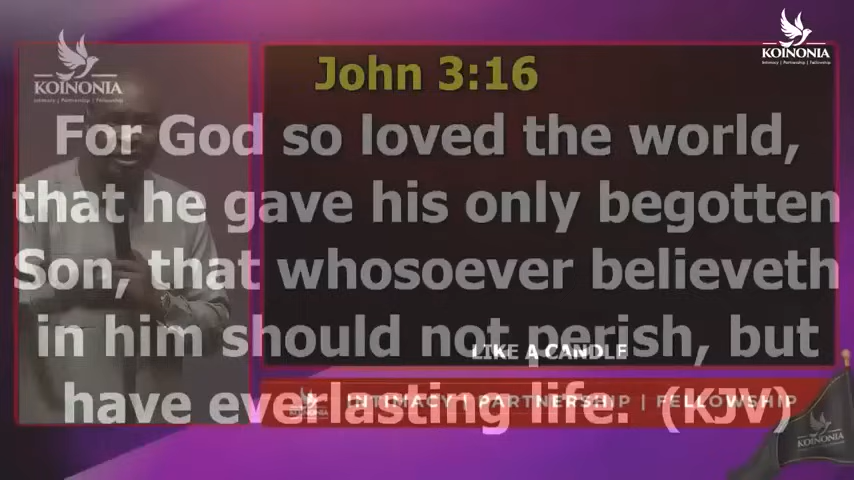 KOINONIA
Intimacy | Partnership | Fellowship
KOINONIA
Intimacy | Partnership | Fellowship
John 3:16
For God so loved the world,
that he gave his only begotten
Son, that whosoever believeth
in him should not perish, but
LIKE A CANDLE
have everlasting life. (KJV)
KOINONIA
INTIMACY | PARTNERSHIP | FELLOWSHIP
KOINONIA